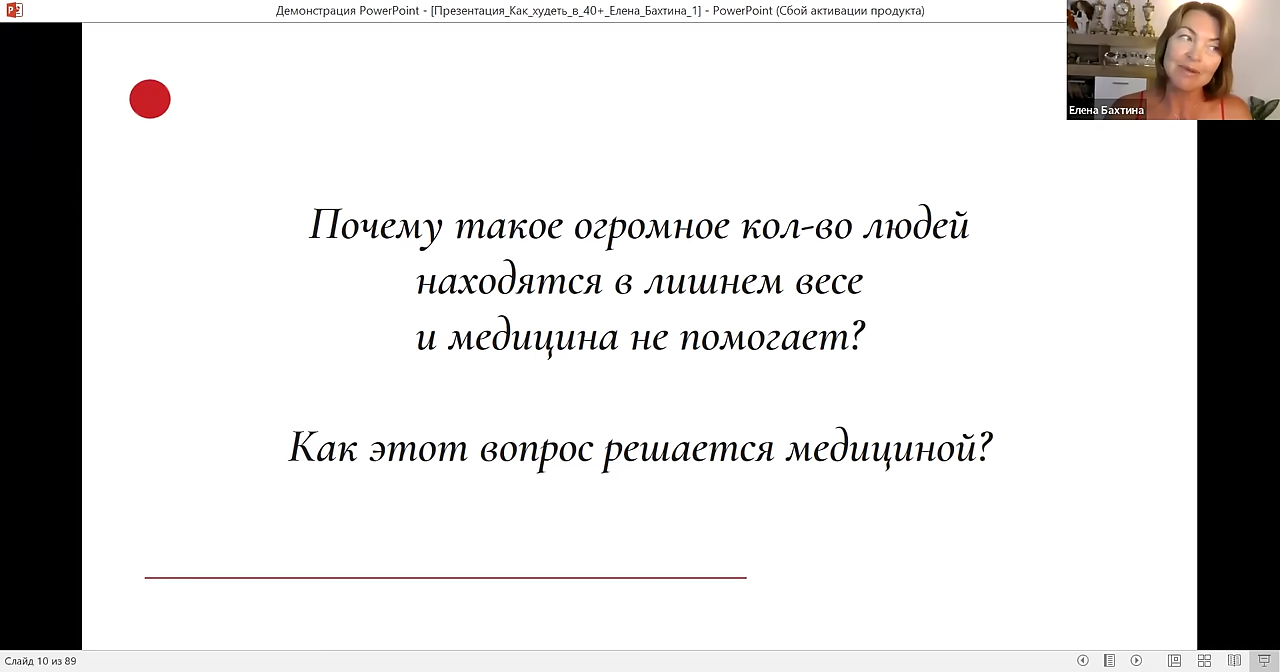 Демонстрация PowerPoint - [Презентация_Как_худеть_в_40+_Елена_Бахтина_1] - PowerPoint (Сбой активации продукта)
Елена Бахтина
Почему такое огромное кол-во людей
находятся в лишнем весе
и медицина не помогает?
Как этот вопрос решается медициной?
Слайд 10 из 89